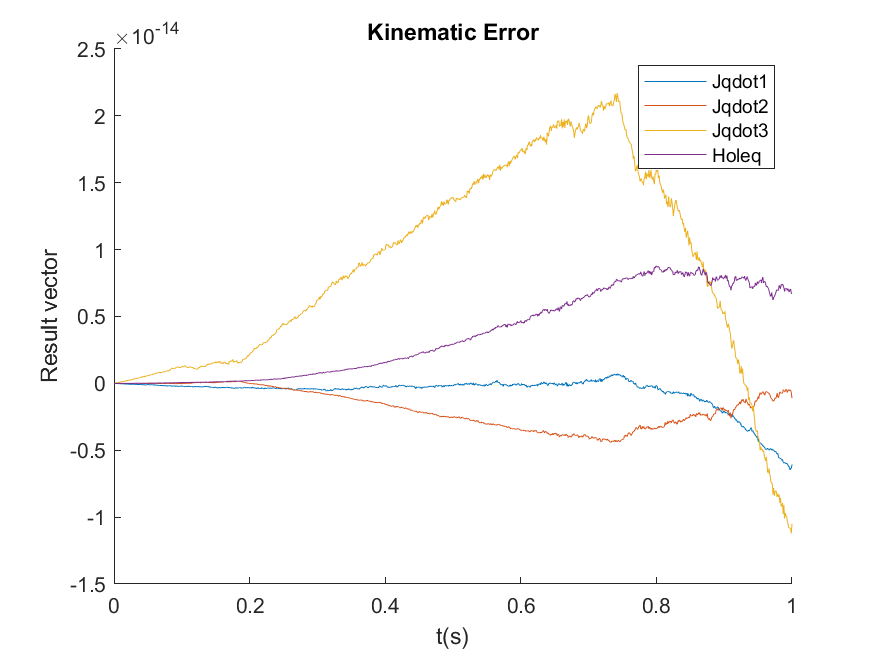 Kinematic Error
×10-14
2.5
2
1.5
1
0.5
0
-0.5
-1
-1.5
Result vector
Jqdot1
Jqdot2
Jqdot3
Holeq
0 0.2 0.4 0.6 0.8 1
t(s)